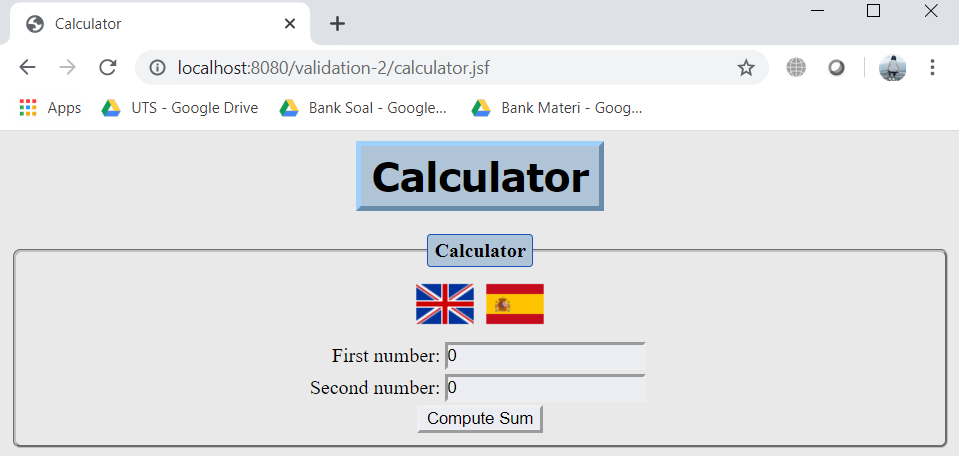 Calculator
localhost:8080/validation-2/calculator.jsf
Apps UTS - Google Drive Bank Soal - Google... Bank Materi - Goog...
Calculator
Calculator
First number: 0
Second number: 0
Compute Sum